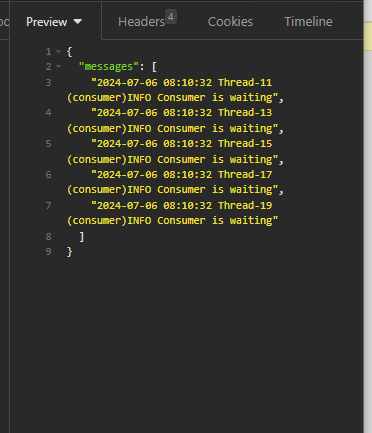 Preview Headers 4 Cookies Timeline
1 {
2 "messages": [
3 "2024-07-06 08:10:32 Thread-11
(consumer)INFO Consumer is waiting",
4 "2024-07-06 08:10:32 Thread-13
(consumer)INFO Consumer is waiting",
5 "2024-07-06 08:10:32 Thread-15
(consumer)INFO Consumer is waiting",
6 "2024-07-06 08:10:32 Thread-17
(consumer)INFO Consumer is waiting",
7 "2024-07-06 08:10:32 Thread-19
(consumer)INFO Consumer is waiting"
8 ]
9 }